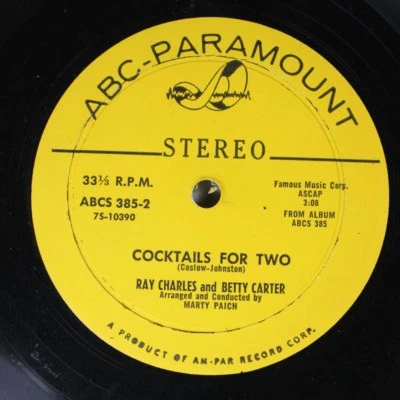 ABC-PARAMOUNT
STEREO
33⅓ R.P.M.
ABCS 385-2
7S-10390
Famous Music Corp.
ASCAP
3:08
FROM ALBUM
ABCS 385
COCKTAILS FOR TWO
(Coslow-Johnston)
RAY CHARLES and BETTY CARTER
Arranged and Conducted by
MARTY PAICH
A PRODUCT OF AM-PAR RECORD CORP.